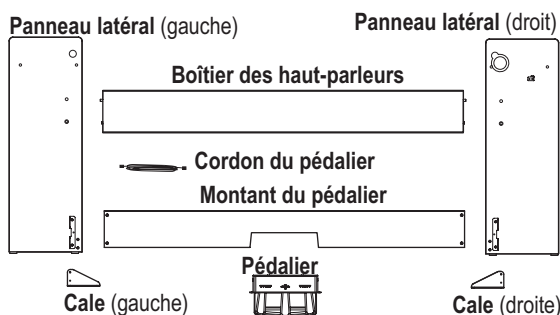 Panneau latéral (gauche)
Panneau latéral (droit)
Boîtier des haut-parleurs
Cordon du pédalier
Montant du pédalier
Pédalier
Cale (gauche)
Cale (droite)